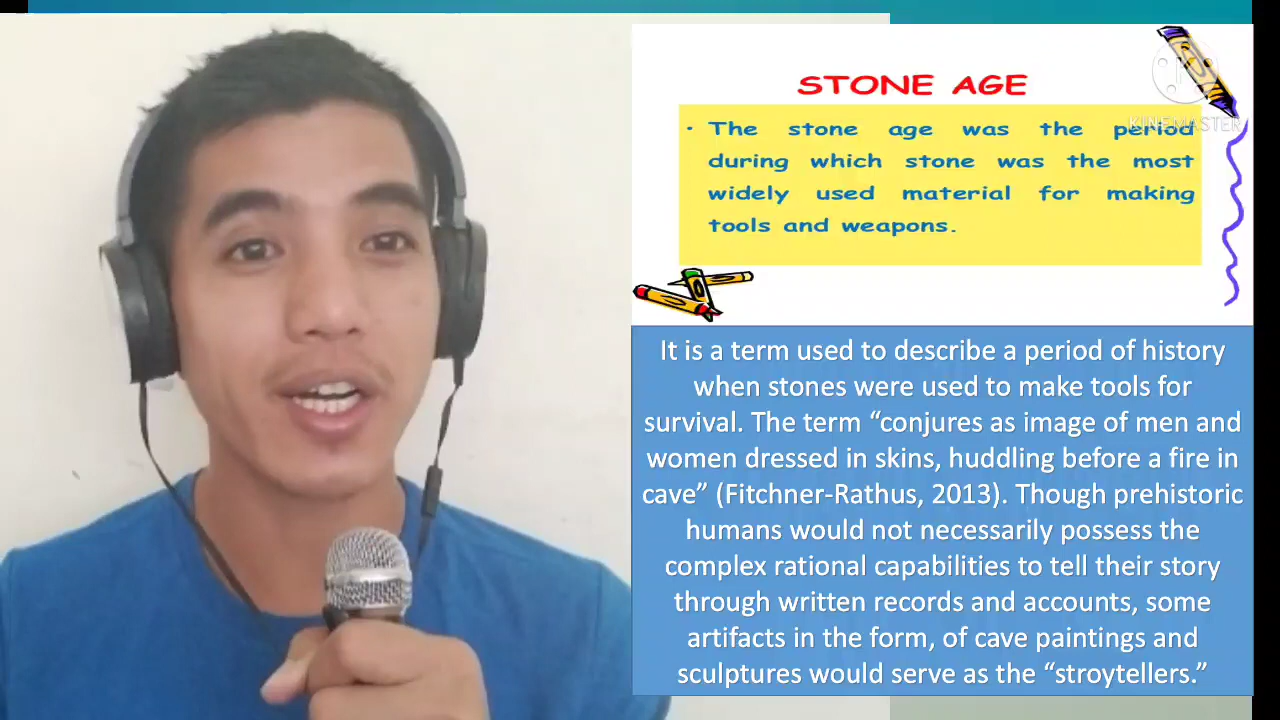 STONE AGE
• The stone age was the period
during which stone was the most
widely used material for making
tools and weapons.
KINEMASTER
It is a term used to describe a period of history
when stones were used to make tools for
survival. The term “conjures as image of men and
women dressed in skins, huddling before a fire in
cave” (Fitchner-Rathus, 2013). Though prehistoric
humans would not necessarily possess the
complex rational capabilities to tell their story
through written records and accounts, some
artifacts in the form, of cave paintings and
sculptures would serve as the “stroytellers.”